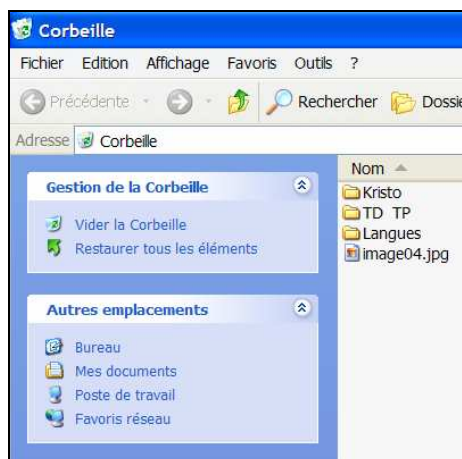 Corbeille
Fichier Edition Affichage Favoris Outils ?
Précédente Rechercher Dossie
Adresse Corbeille
Gestion de la Corbeille
Vider la Corbeille
Restaurer tous les éléments
Autres emplacements
Bureau
Mes documents
Poste de travail
Favoris réseau
Nom
Kristo
TD TP
Langues
image04.jpg